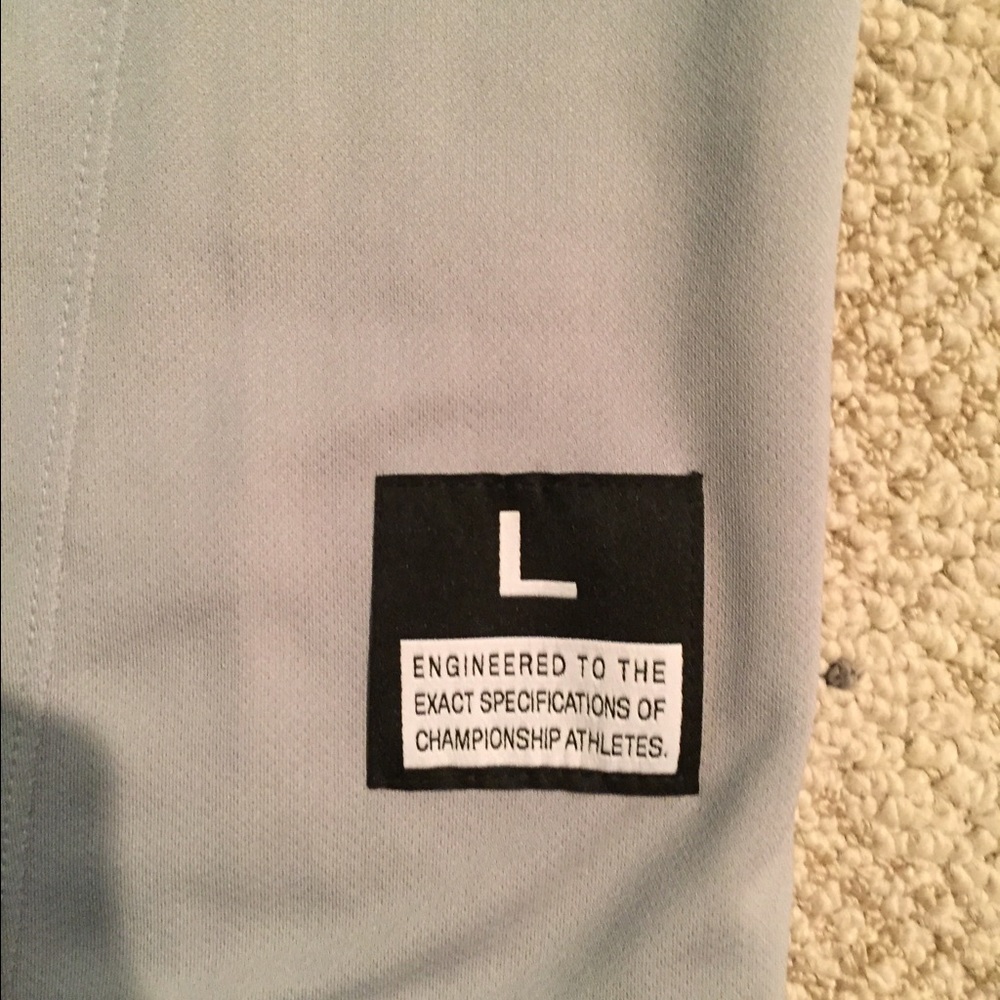 L
ENGINEERED TO THE
EXACT SPECIFICATIONS OF
CHAMPIONSHIP ATHLETES.